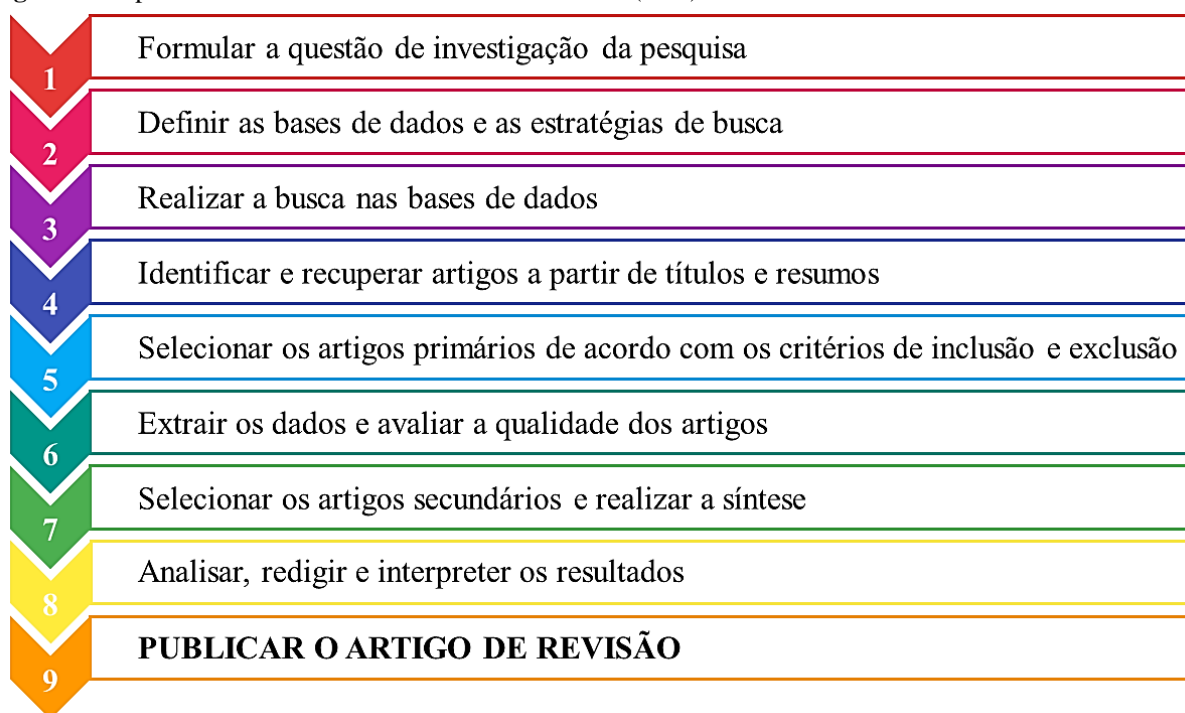 1
Formular a questão de investigação da pesquisa
2
Definir as bases de dados e as estratégias de busca
3
Realizar a busca nas bases de dados
4
Identificar e recuperar artigos a partir de títulos e resumos
5
Selecionar os artigos primários de acordo com os critérios de inclusão e exclusão
6
Extrair os dados e avaliar a qualidade dos artigos
7
Selecionar os artigos secundários e realizar a síntese
8
Analisar, redigir e interpreter os resultados
9
PUBLICAR O ARTIGO DE REVISÃO